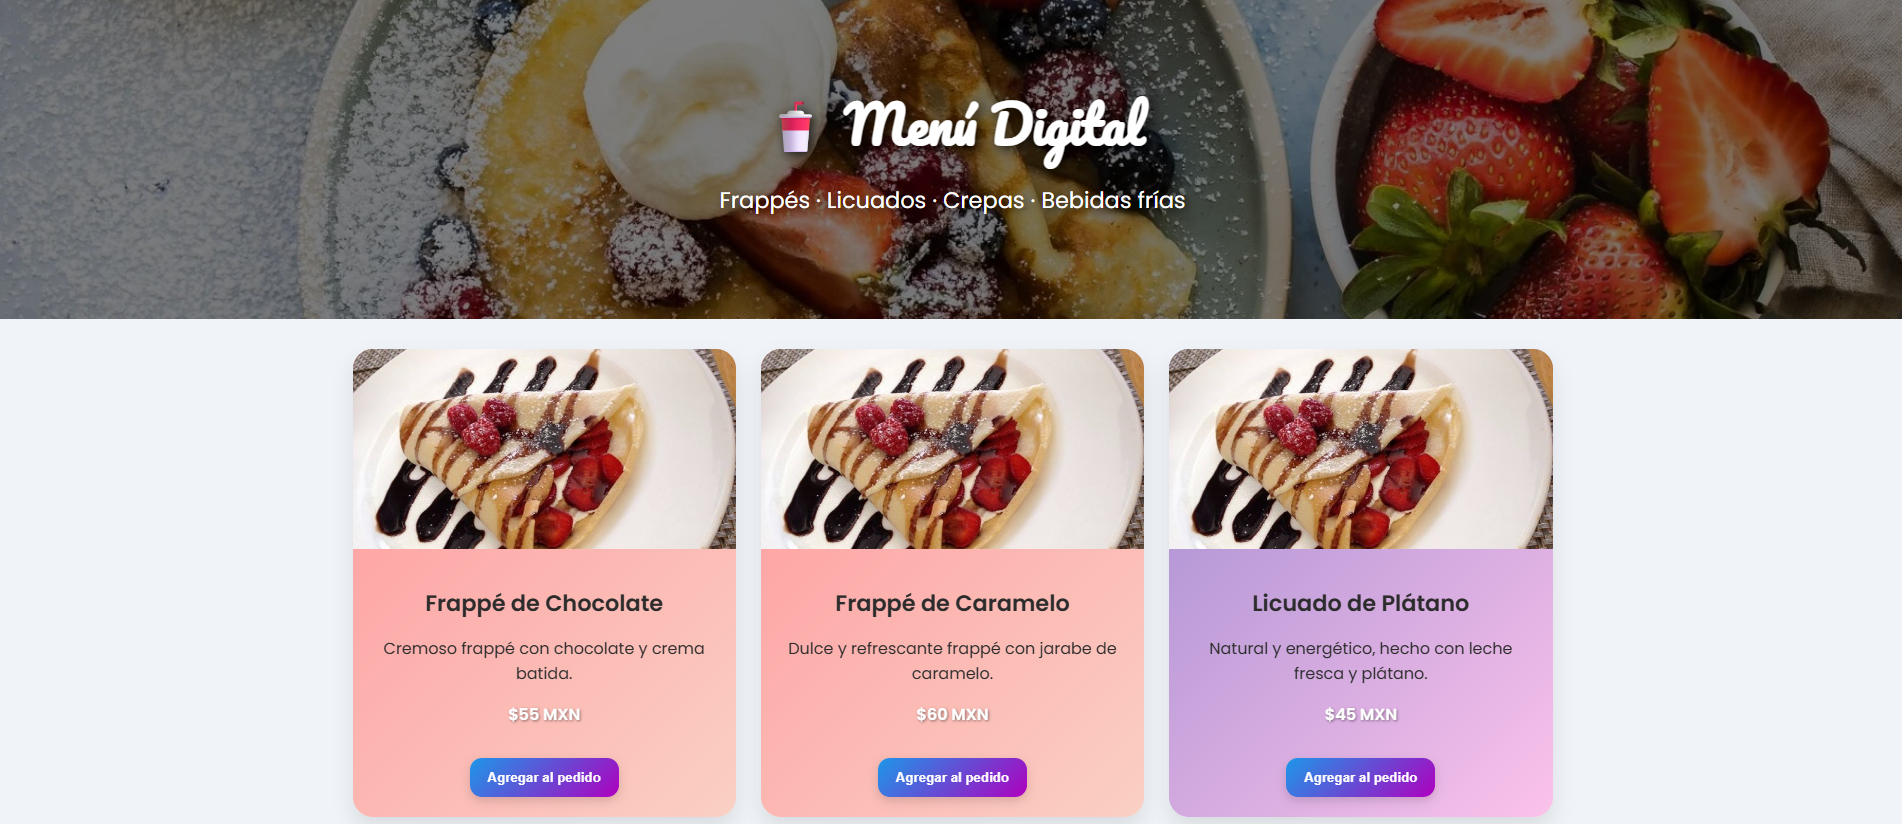 Menú Digital
Frappés · Licuados · Crepas · Bebidas frías
Frappé de Chocolate
Cremoso frappé con chocolate y crema
batida.
$55 MXN
Agregar al pedido
Frappé de Caramelo
Dulce y refrescante frappé con jarabe de
caramelo.
$60 MXN
Agregar al pedido
Licuado de Plátano
Natural y energético, hecho con leche
fresca y plátano.
$45 MXN
Agregar al pedido